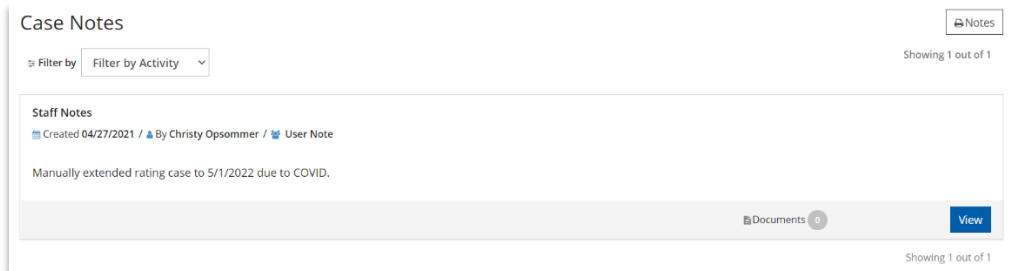 Case Notes
Notes
Filter by Filter by Activity
Showing 1 out of 1
Staff Notes
Created 04/27/2021 / By Christy Opsommer / User Note
Manually extended rating case to 5/1/2022 due to COVID.
Documents 0
View
Showing 1 out of 1